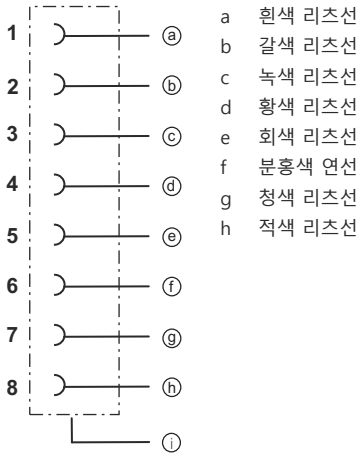 1 ⓐ
2 ⓑ
3 ⓒ
4 ⓓ
5 ⓔ
6 ⓕ
7 ⓖ
8 ⓗ
ⓘ
a 흰색 리츠선
b 갈색 리츠선
c 녹색 리츠선
d 황색 리츠선
e 회색 리츠선
f 분홍색 연선
g 청색 리츠선
h 적색 리츠선